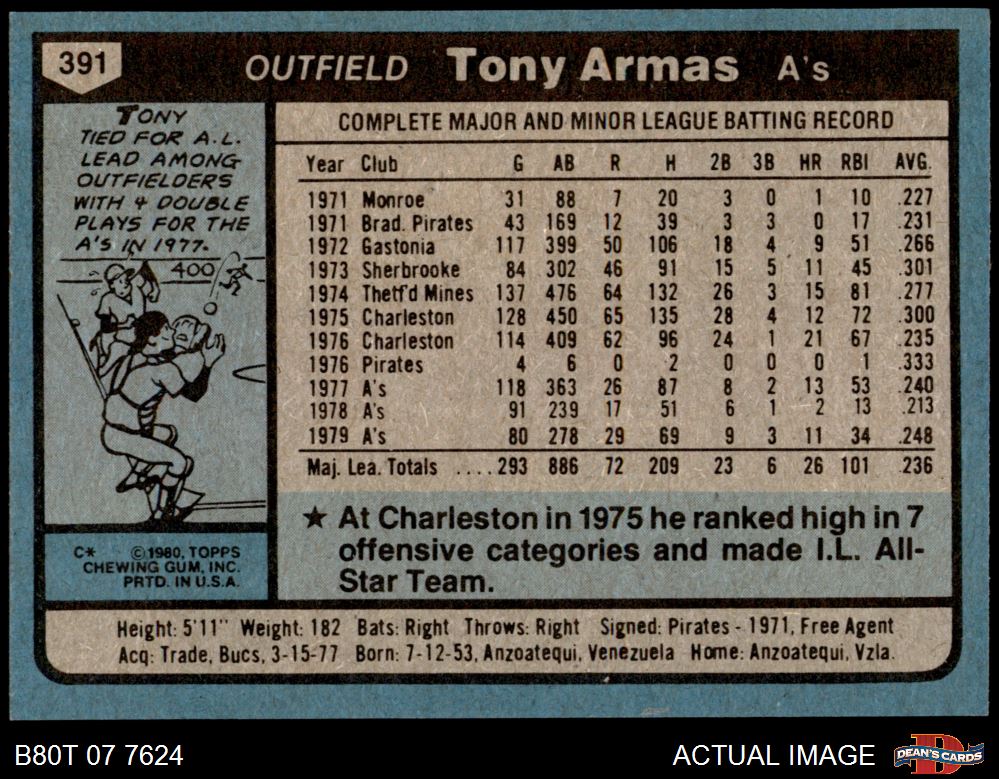 391 OUTFIELD Tony Armas A's
TONY
TIED FOR A.L.
LEAD AMONG
OUTFIELDERS
WITH 4 DOUBLE
PLAYS FOR THE
A'S IN 1977.
400
C* ©1980, TOPPS
CHEWING GUM, INC.
PRTD. IN U.S.A.
COMPLETE MAJOR AND MINOR LEAGUE BATTING RECORD
Year Club G AB R H 2B 3B HR RBI AVG.
1971 Monroe 31 88 7 20 3 0 1 10 .227
1971 Brad. Pirates 43 169 12 39 3 3 0 17 .231
1972 Gastonia 117 399 50 106 18 4 9 51 .266
1973 Sherbrooke 84 302 46 91 15 5 11 45 .301
1974 Thetf'd Mines 137 476 64 132 26 3 15 81 .277
1975 Charleston 128 450 65 135 28 4 12 72 .300
1976 Charleston 114 409 62 96 24 1 21 67 .235
1976 Pirates 4 6 0 2 0 0 0 1 .333
1977 A's 118 363 26 87 8 2 13 53 .240
1978 A's 91 239 17 51 6 1 2 13 .213
1979 A's 80 278 29 69 9 3 11 34 .248
Maj. Lea. Totals ....293 886 72 209 23 6 26 101 .236
★ At Charleston in 1975 he ranked high in 7
offensive categories and made I.L. All-
Star Team.
Height: 5'11" Weight: 182 Bats: Right Throws: Right Signed: Pirates - 1971, Free Agent
Acq: Trade, Bucs, 3-15-77 Born: 7-12-53, Anzoatequi, Venezuela Home: Anzoatequi, Vzla.
B80T 07 7624 ACTUAL IMAGE D DEAN'S CARDS